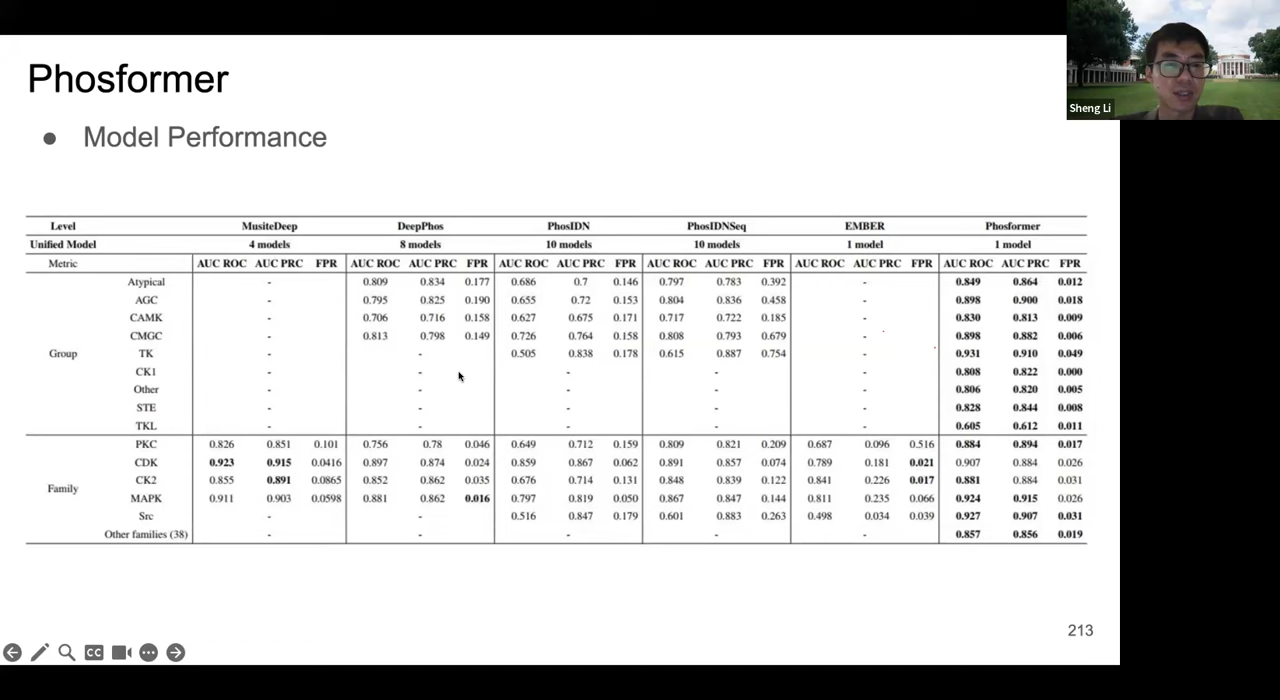 Phosformer
Sheng Li
● Model Performance
Level MusiteDeep DeepPhos PhosIDN PhosIDNSeq EMBER Phosformer
Unified Model 4 models 8 models 10 models 10 models 1 model 1 model
Metric AUC ROC AUC PRC FPR AUC ROC AUC PRC FPR AUC ROC AUC PRC FPR AUC ROC AUC PRC FPR AUC ROC AUC PRC FPR AUC ROC AUC PRC FPR
Atypical - 0.809 0.834 0.177 0.686 0.7 0.146 0.797 0.783 0.392 - 0.849 0.864 0.012
AGC - 0.795 0.825 0.190 0.655 0.72 0.153 0.804 0.836 0.458 - 0.898 0.900 0.018
CAMK - 0.706 0.716 0.158 0.627 0.675 0.171 0.717 0.722 0.185 - 0.830 0.813 0.009
CMGC - 0.813 0.798 0.149 0.726 0.764 0.158 0.808 0.793 0.679 - 0.898 0.882 0.006
Group TK - - 0.505 0.838 0.178 0.615 0.887 0.754 - 0.931 0.910 0.049
CK1 - - - - - 0.808 0.822 0.000
Other - - - - - 0.806 0.820 0.005
STE - - - - - 0.828 0.844 0.008
TKL - - - - - 0.605 0.612 0.011
PKC 0.826 0.851 0.101 0.756 0.78 0.046 0.649 0.712 0.159 0.809 0.821 0.209 0.687 0.096 0.516 0.884 0.894 0.017
CDK 0.923 0.915 0.0416 0.897 0.874 0.024 0.859 0.867 0.062 0.891 0.857 0.074 0.789 0.181 0.021 0.907 0.884 0.026
Family CK2 0.855 0.891 0.0865 0.852 0.862 0.035 0.676 0.714 0.131 0.848 0.839 0.122 0.841 0.226 0.017 0.881 0.884 0.031
MAPK 0.911 0.903 0.0598 0.881 0.862 0.016 0.797 0.819 0.050 0.867 0.847 0.144 0.811 0.235 0.066 0.924 0.915 0.026
Src - - 0.516 0.847 0.179 0.601 0.883 0.263 0.498 0.034 0.039 0.927 0.907 0.031
Other families (38) - - - - - 0.857 0.856 0.019
213
CC